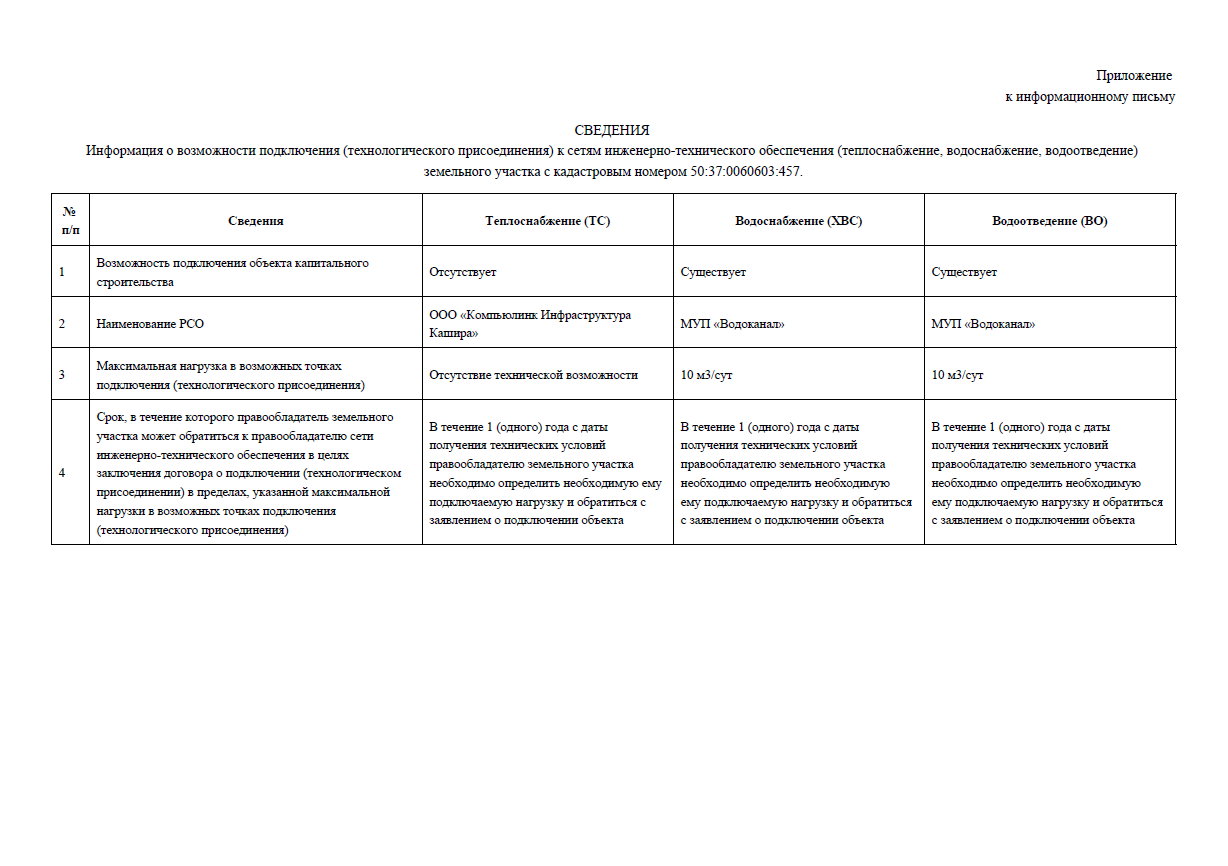 Приложение
к информационному письму
СВЕДЕНИЯ
Информация о возможности подключения (технологического присоединения) к сетям инженерно-технического обеспечения (теплоснабжение, водоснабжение, водоотведение)
земельного участка с кадастровым номером 50:37:0060603:457.
№
п/п
Сведения
Теплоснабжение (ТС)
Водоснабжение (ХВС)
Водоотведение (ВО)
1
Возможность подключения объекта капитального
строительства
Отсутствует
Существует
Существует
2
Наименование РСО
ООО «Компьюлинк Инфраструктура
Кашира»
МУП «Водоканал»
МУП «Водоканал»
3
Максимальная нагрузка в возможных точках
подключения (технологического присоединения)
Отсутствие технической возможности
10 м3/сут
10 м3/сут
4
Срок, в течение которого правообладатель земельного
участка может обратиться к правообладателю сети
инженерно-технического обеспечения в целях
заключения договора о подключении (технологическом
присоединении) в пределах, указанной максимальной
нагрузки в возможных точках подключения
(технологического присоединения)
В течение 1 (одного) года с даты
получения технических условий
правообладателю земельного участка
необходимо определить необходимую ему
подключаемую нагрузку и обратиться с
заявлением о подключении объекта
В течение 1 (одного) года с даты
получения технических условий
правообладателю земельного участка
необходимо определить необходимую
ему подключаемую нагрузку и обратиться
с заявлением о подключении объекта
В течение 1 (одного) года с даты
получения технических условий
правообладателю земельного участка
необходимо определить необходимую
ему подключаемую нагрузку и обратиться
с заявлением о подключении объекта